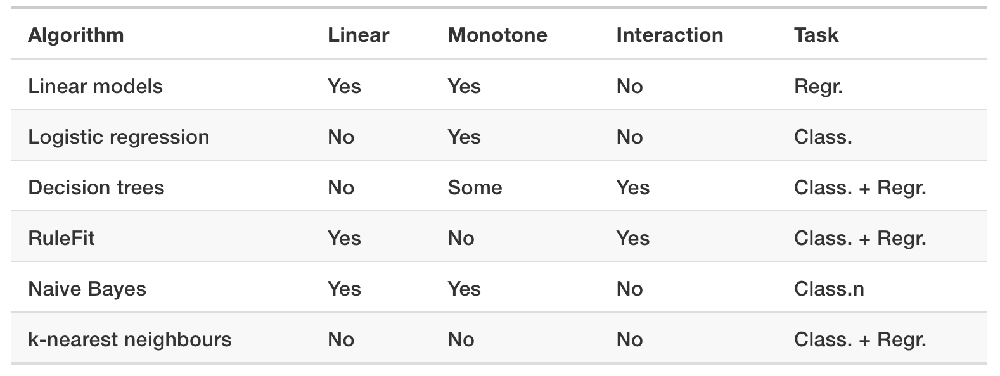 Algorithm Linear Monotone Interaction Task
Linear models Yes Yes No Regr.
Logistic regression No Yes No Class.
Decision trees No Some Yes Class. + Regr.
RuleFit Yes No Yes Class. + Regr.
Naive Bayes Yes Yes No Class.n
k-nearest neighbours No No No Class. + Regr.